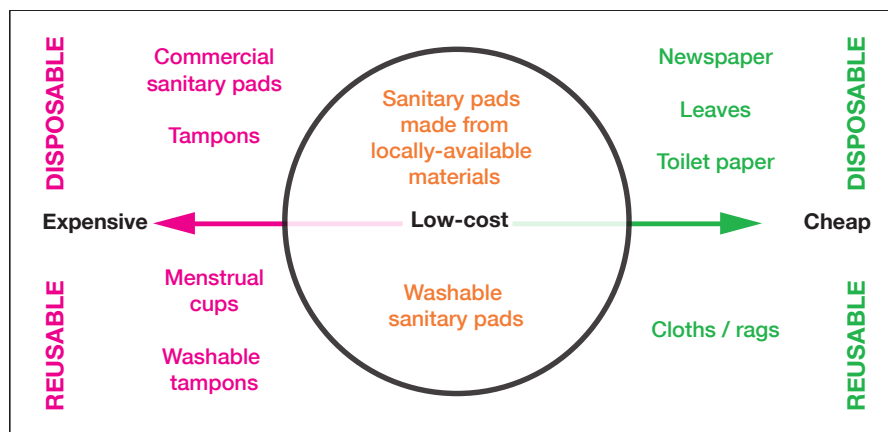 DISPOSABLE
Commercial
sanitary pads
Tampons
Sanitary pads
made from
locally-available
materials
Newspaper
Leaves
Toilet paper
DISPOSABLE
Expensive
Low-cost
Cheap
REUSABLE
Menstrual
cups
Washable
tampons
Washable
sanitary pads
Cloths / rags
REUSABLE